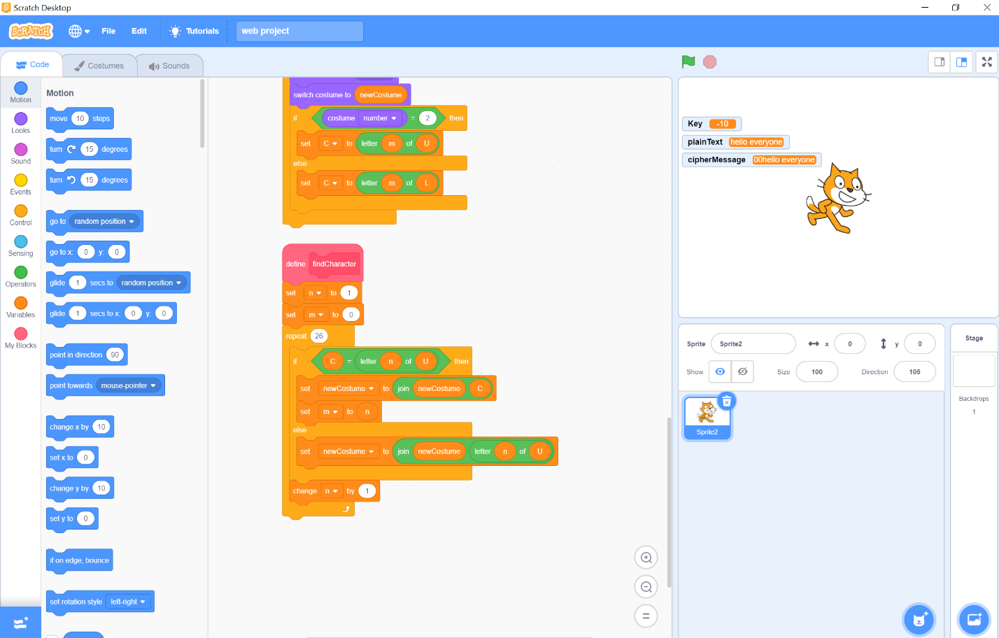 Scratch Desktop
SCRATCH File Edit Tutorials web project
Code Costumes Sounds
Motion
Looks
Sound
Events
Control
Sensing
Operators
Variables
My Blocks
Motion
move 10 steps
turn 15 degrees
turn 15 degrees
go to random position
go to x: 0 y: 0
glide 1 secs to random position
glide 1 secs to x: 0 y: 0
point in direction 90
point towards mouse-pointer
change x by 10
set x to 0
change y by 10
set y to 0
if on edge, bounce
set rotation style left-right
switch costume to newCostume
if costume number = 2 then
set C to letter m of U
else
set C to letter m of L
define findCharacter
set n to 1
set m to 0
repeat 26
if C = letter n of U then
set newCostume to join newCostume C
set m to n
else
set newCostume to join newCostume letter n of U
change n by 1
Key -10
plainText hello everyone
cipherMessage 00hello everyone
Sprite Sprite2 x 0 y 0
Show Size 100 Direction 105
Sprite2
Stage
Backdrops
1